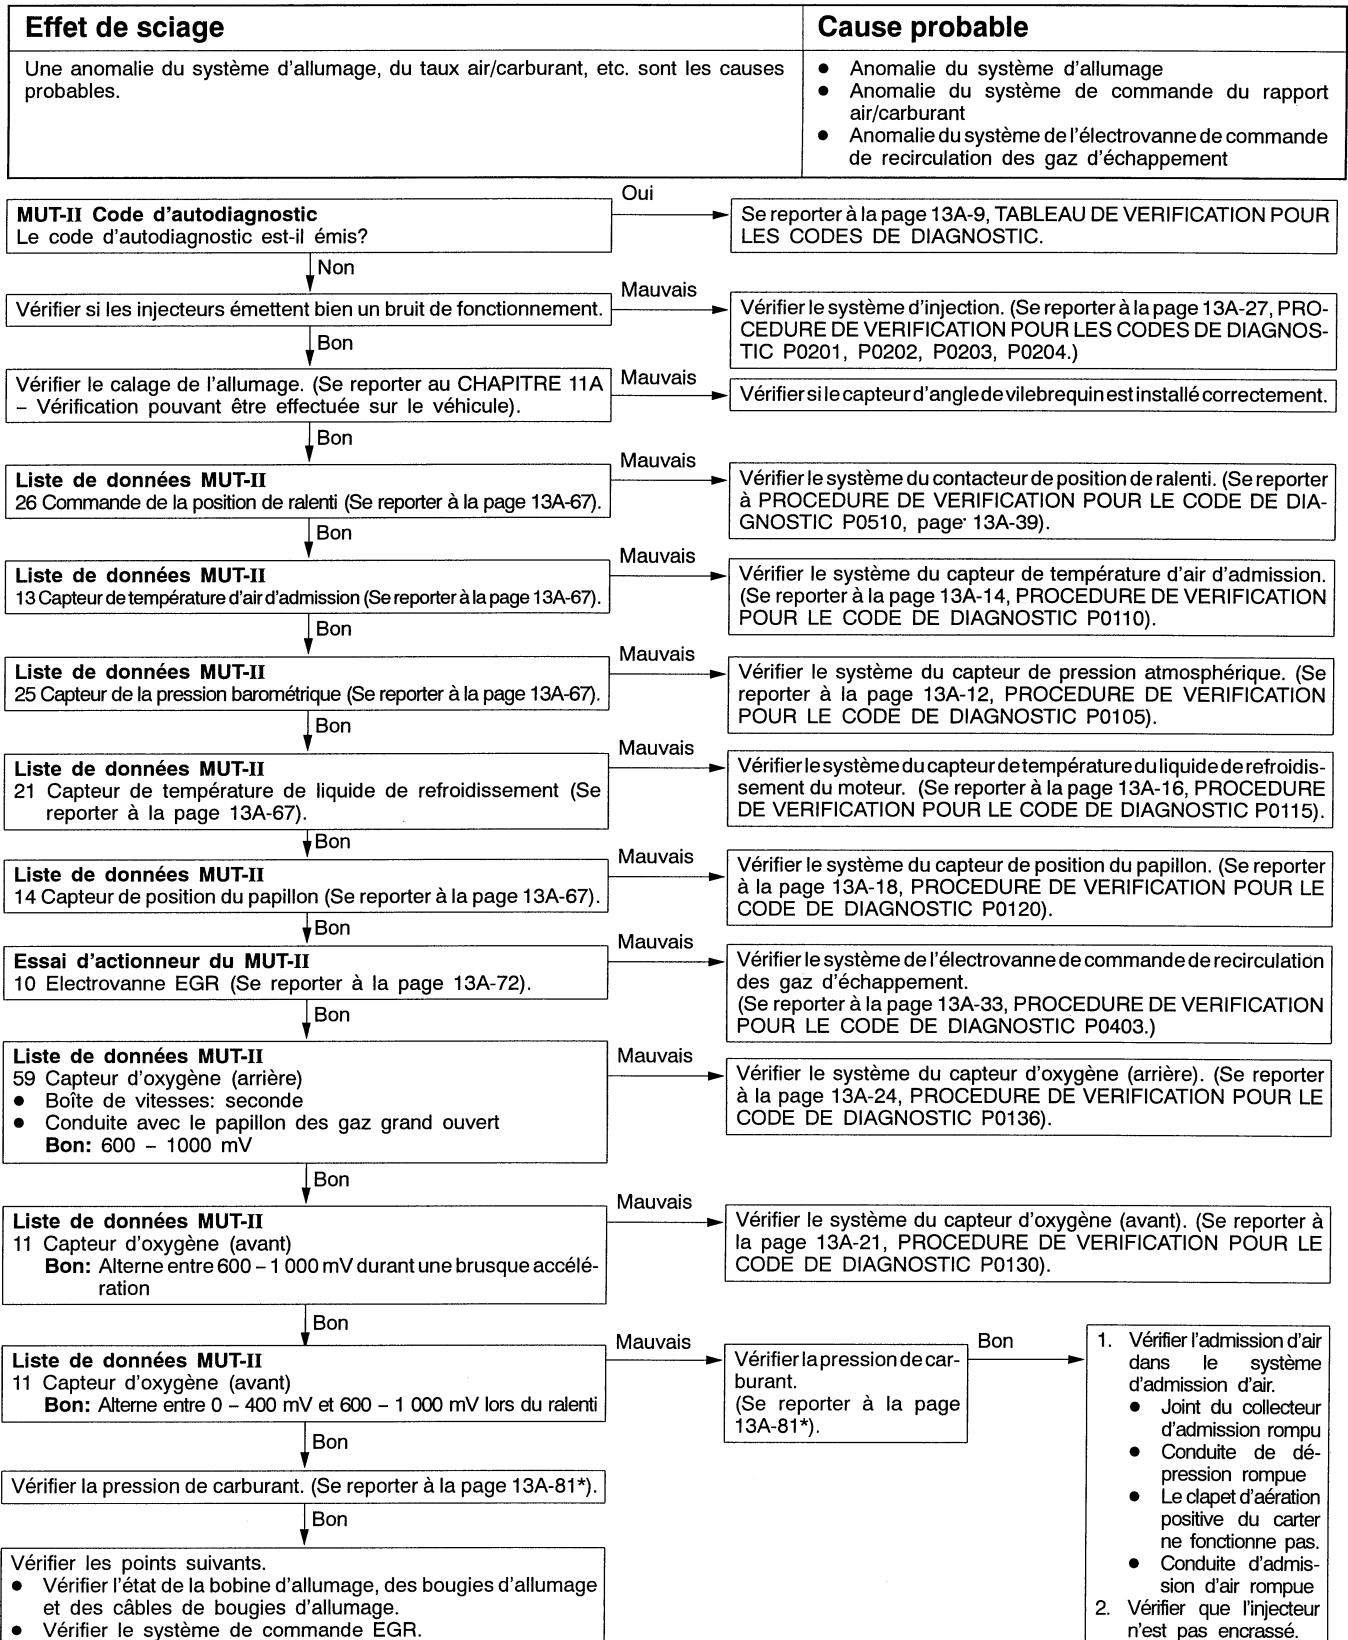 Effet de sciage
Cause probable
Une anomalie du système d'allumage, du taux air/carburant, etc. sont les causes
probables.
● Anomalie du système d'allumage
● Anomalie du système de commande du rapport
air/carburant
● Anomalie du système de l'électrovanne de commande
de recirculation des gaz d'échappement
MUT-II Code d'autodiagnostic
Le code d'autodiagnostic est-il émis?
Oui
Se reporter à la page 13A-9, TABLEAU DE VERIFICATION POUR
LES CODES DE DIAGNOSTIC.
Non
Vérifier si les injecteurs émettent bien un bruit de fonctionnement.
Mauvais
Vérifier le système d'injection. (Se reporter à la page 13A-27, PRO-
CEDURE DE VERIFICATION POUR LES CODES DE DIAGNOS-
TIC P0201, P0202, P0203, P0204.)
Bon
Vérifier le calage de l'allumage. (Se reporter au CHAPITRE 11A
– Vérification pouvant être effectuée sur le véhicule).
Mauvais
Vérifier si le capteur d'angle de vilebrequin est installé correctement.
Bon
Liste de données MUT-II
26 Commande de la position de ralenti (Se reporter à la page 13A-67).
Mauvais
Vérifier le système du contacteur de position de ralenti. (Se reporter
à PROCEDURE DE VERIFICATION POUR LE CODE DE DIA-
GNOSTIC P0510, page 13A-39).
Bon
Liste de données MUT-II
13 Capteur de température d'air d'admission (Se reporter à la page 13A-67).
Mauvais
Vérifier le système du capteur de température d'air d'admission.
(Se reporter à la page 13A-14, PROCEDURE DE VERIFICATION
POUR LE CODE DE DIAGNOSTIC P0110).
Bon
Liste de données MUT-II
25 Capteur de la pression barométrique (Se reporter à la page 13A-67).
Mauvais
Vérifier le système du capteur de pression atmosphérique. (Se
reporter à la page 13A-12, PROCEDURE DE VERIFICATION
POUR LE CODE DE DIAGNOSTIC P0105).
Bon
Liste de données MUT-II
21 Capteur de température de liquide de refroidissement (Se
reporter à la page 13A-67).
Mauvais
Vérifier le système du capteur de température du liquide de refroidis-
sement du moteur. (Se reporter à la page 13A-16, PROCEDURE
DE VERIFICATION POUR LE CODE DE DIAGNOSTIC P0115).
Bon
Liste de données MUT-II
14 Capteur de position du papillon (Se reporter à la page 13A-67).
Mauvais
Vérifier le système du capteur de position du papillon. (Se reporter
à la page 13A-18, PROCEDURE DE VERIFICATION POUR LE
CODE DE DIAGNOSTIC P0120).
Bon
Essai d'actionneur du MUT-II
10 Electrovanne EGR (Se reporter à la page 13A-72).
Mauvais
Vérifier le système de l'électrovanne de commande de recirculation
des gaz d'échappement.
(Se reporter à la page 13A-33, PROCEDURE DE VERIFICATION
POUR LE CODE DE DIAGNOSTIC P0403.)
Bon
Liste de données MUT-II
59 Capteur d'oxygène (arrière)
● Boîte de vitesses: seconde
● Conduite avec le papillon des gaz grand ouvert
Bon: 600 – 1000 mV
Mauvais
Vérifier le système du capteur d'oxygène (arrière). (Se reporter
à la page 13A-24, PROCEDURE DE VERIFICATION POUR LE
CODE DE DIAGNOSTIC P0136).
Bon
Liste de données MUT-II
11 Capteur d'oxygène (avant)
Bon: Alterne entre 600 – 1 000 mV durant une brusque accélé-
ration
Mauvais
Vérifier le système du capteur d'oxygène (avant). (Se reporter à
la page 13A-21, PROCEDURE DE VERIFICATION POUR LE
CODE DE DIAGNOSTIC P0130).
Bon
Liste de données MUT-II
11 Capteur d'oxygène (avant)
Bon: Alterne entre 0 – 400 mV et 600 – 1 000 mV lors du ralenti
Mauvais
Vérifier la pression de car-
burant.
(Se reporter à la page
13A-81*).
Bon
1. Vérifier l'admission d'air
dans le système
d'admission d'air.
● Joint du collecteur
d'admission rompu
● Conduite de dé-
pression rompue
● Le clapet d'aération
positive du carter
ne fonctionne pas.
● Conduite d'admis-
sion d'air rompue
2. Vérifier que l'injecteur
n'est pas encrassé.
Bon
Vérifier la pression de carburant. (Se reporter à la page 13A-81*).
Bon
Vérifier les points suivants.
● Vérifier l'état de la bobine d'allumage, des bougies d'allumage
et des câbles de bougies d'allumage.
● Vérifier le système de commande EGR.